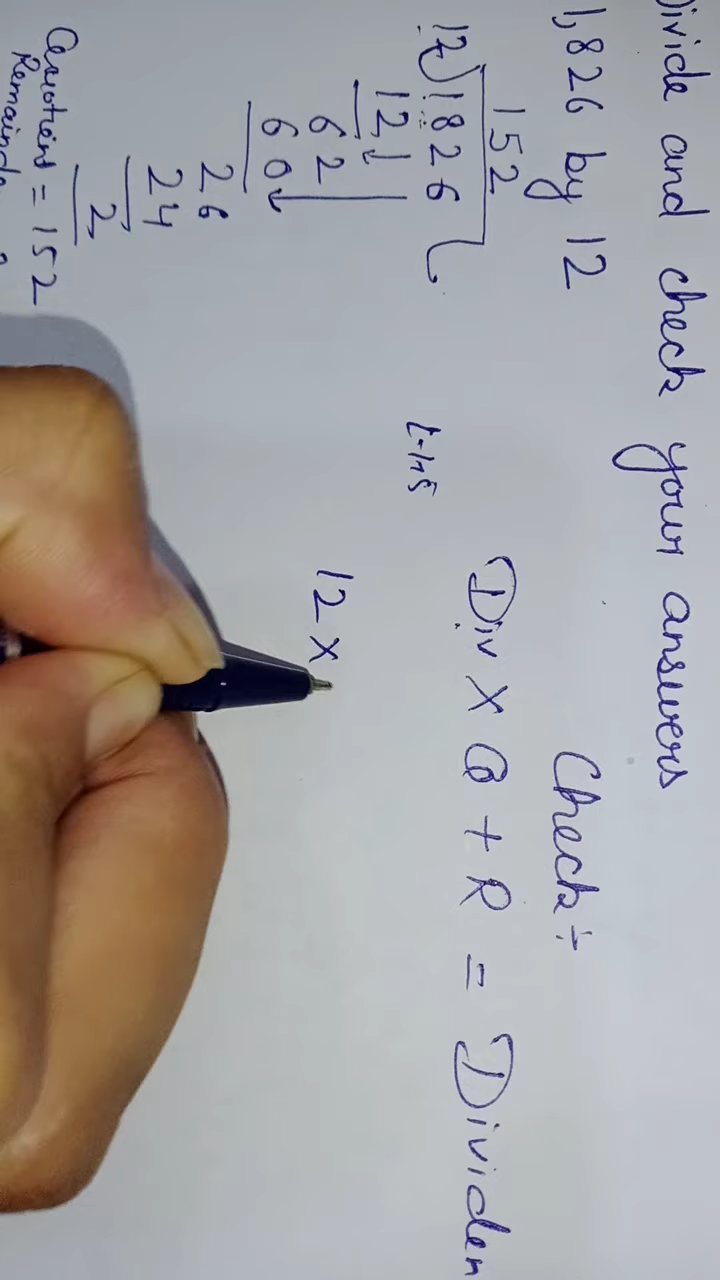 Divide and check your answers
1,826 by 12
152
12)1826
12
62
60
26
24
2
Quotient = 152
Remainde
Check :-
Div x Q + R = Dividen
L.H.S
12 x